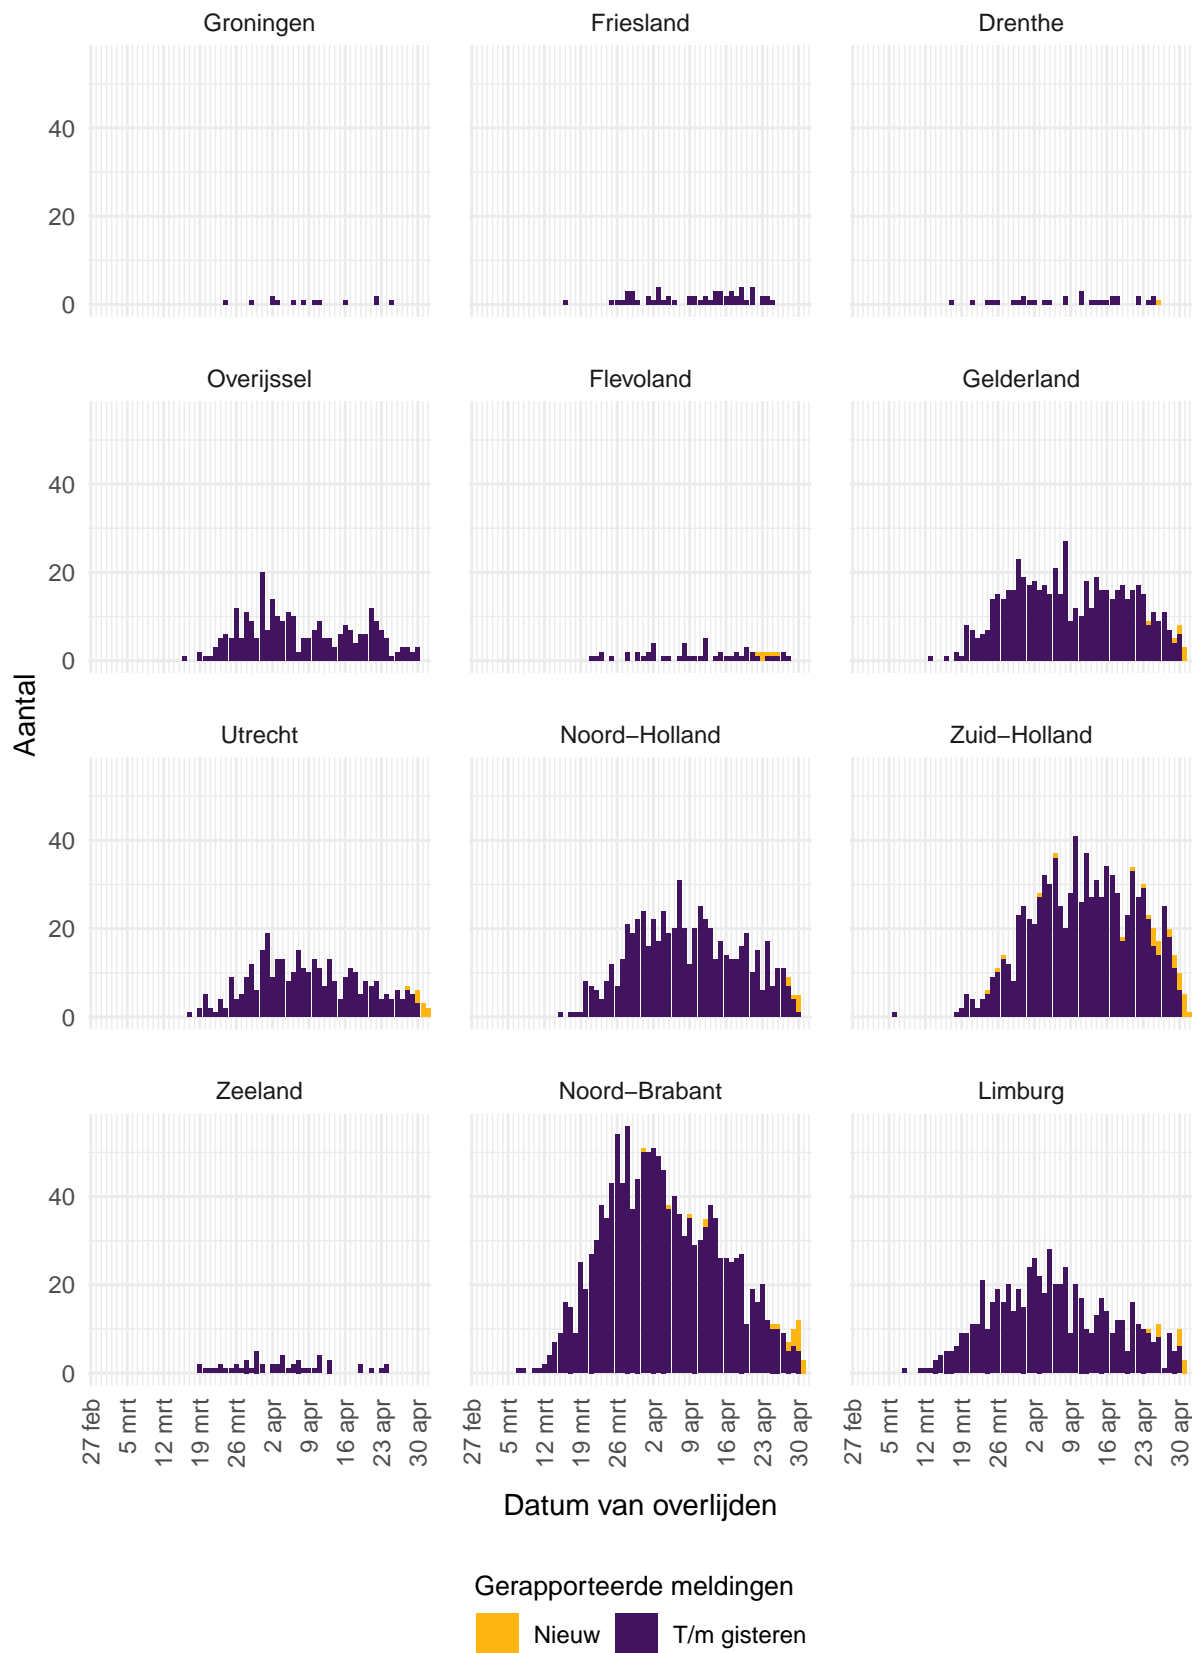 Groningen Friesland Drenthe
40
20
0
Overijssel Flevoland Gelderland
40
20
0
Aantal
Utrecht Noord−Holland Zuid−Holland
40
20
0
Zeeland Noord−Brabant Limburg
40
20
0
27 feb 5 mrt 12 mrt 19 mrt 26 mrt 2 apr 9 apr 16 apr 23 apr 30 apr 27 feb 5 mrt 12 mrt 19 mrt 26 mrt 2 apr 9 apr 16 apr 23 apr 30 apr 27 feb 5 mrt 12 mrt 19 mrt 26 mrt 2 apr 9 apr 16 apr 23 apr 30 apr
Datum van overlijden
Gerapporteerde meldingen
Nieuw T/m gisteren